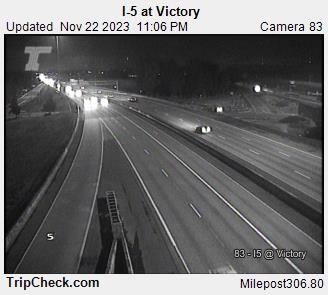 I-5 at Victory
Updated Nov 22 2023 11:06 PM Camera 83
T
S
83 - I5 @ Victory
TripCheck.com Milepost306.80